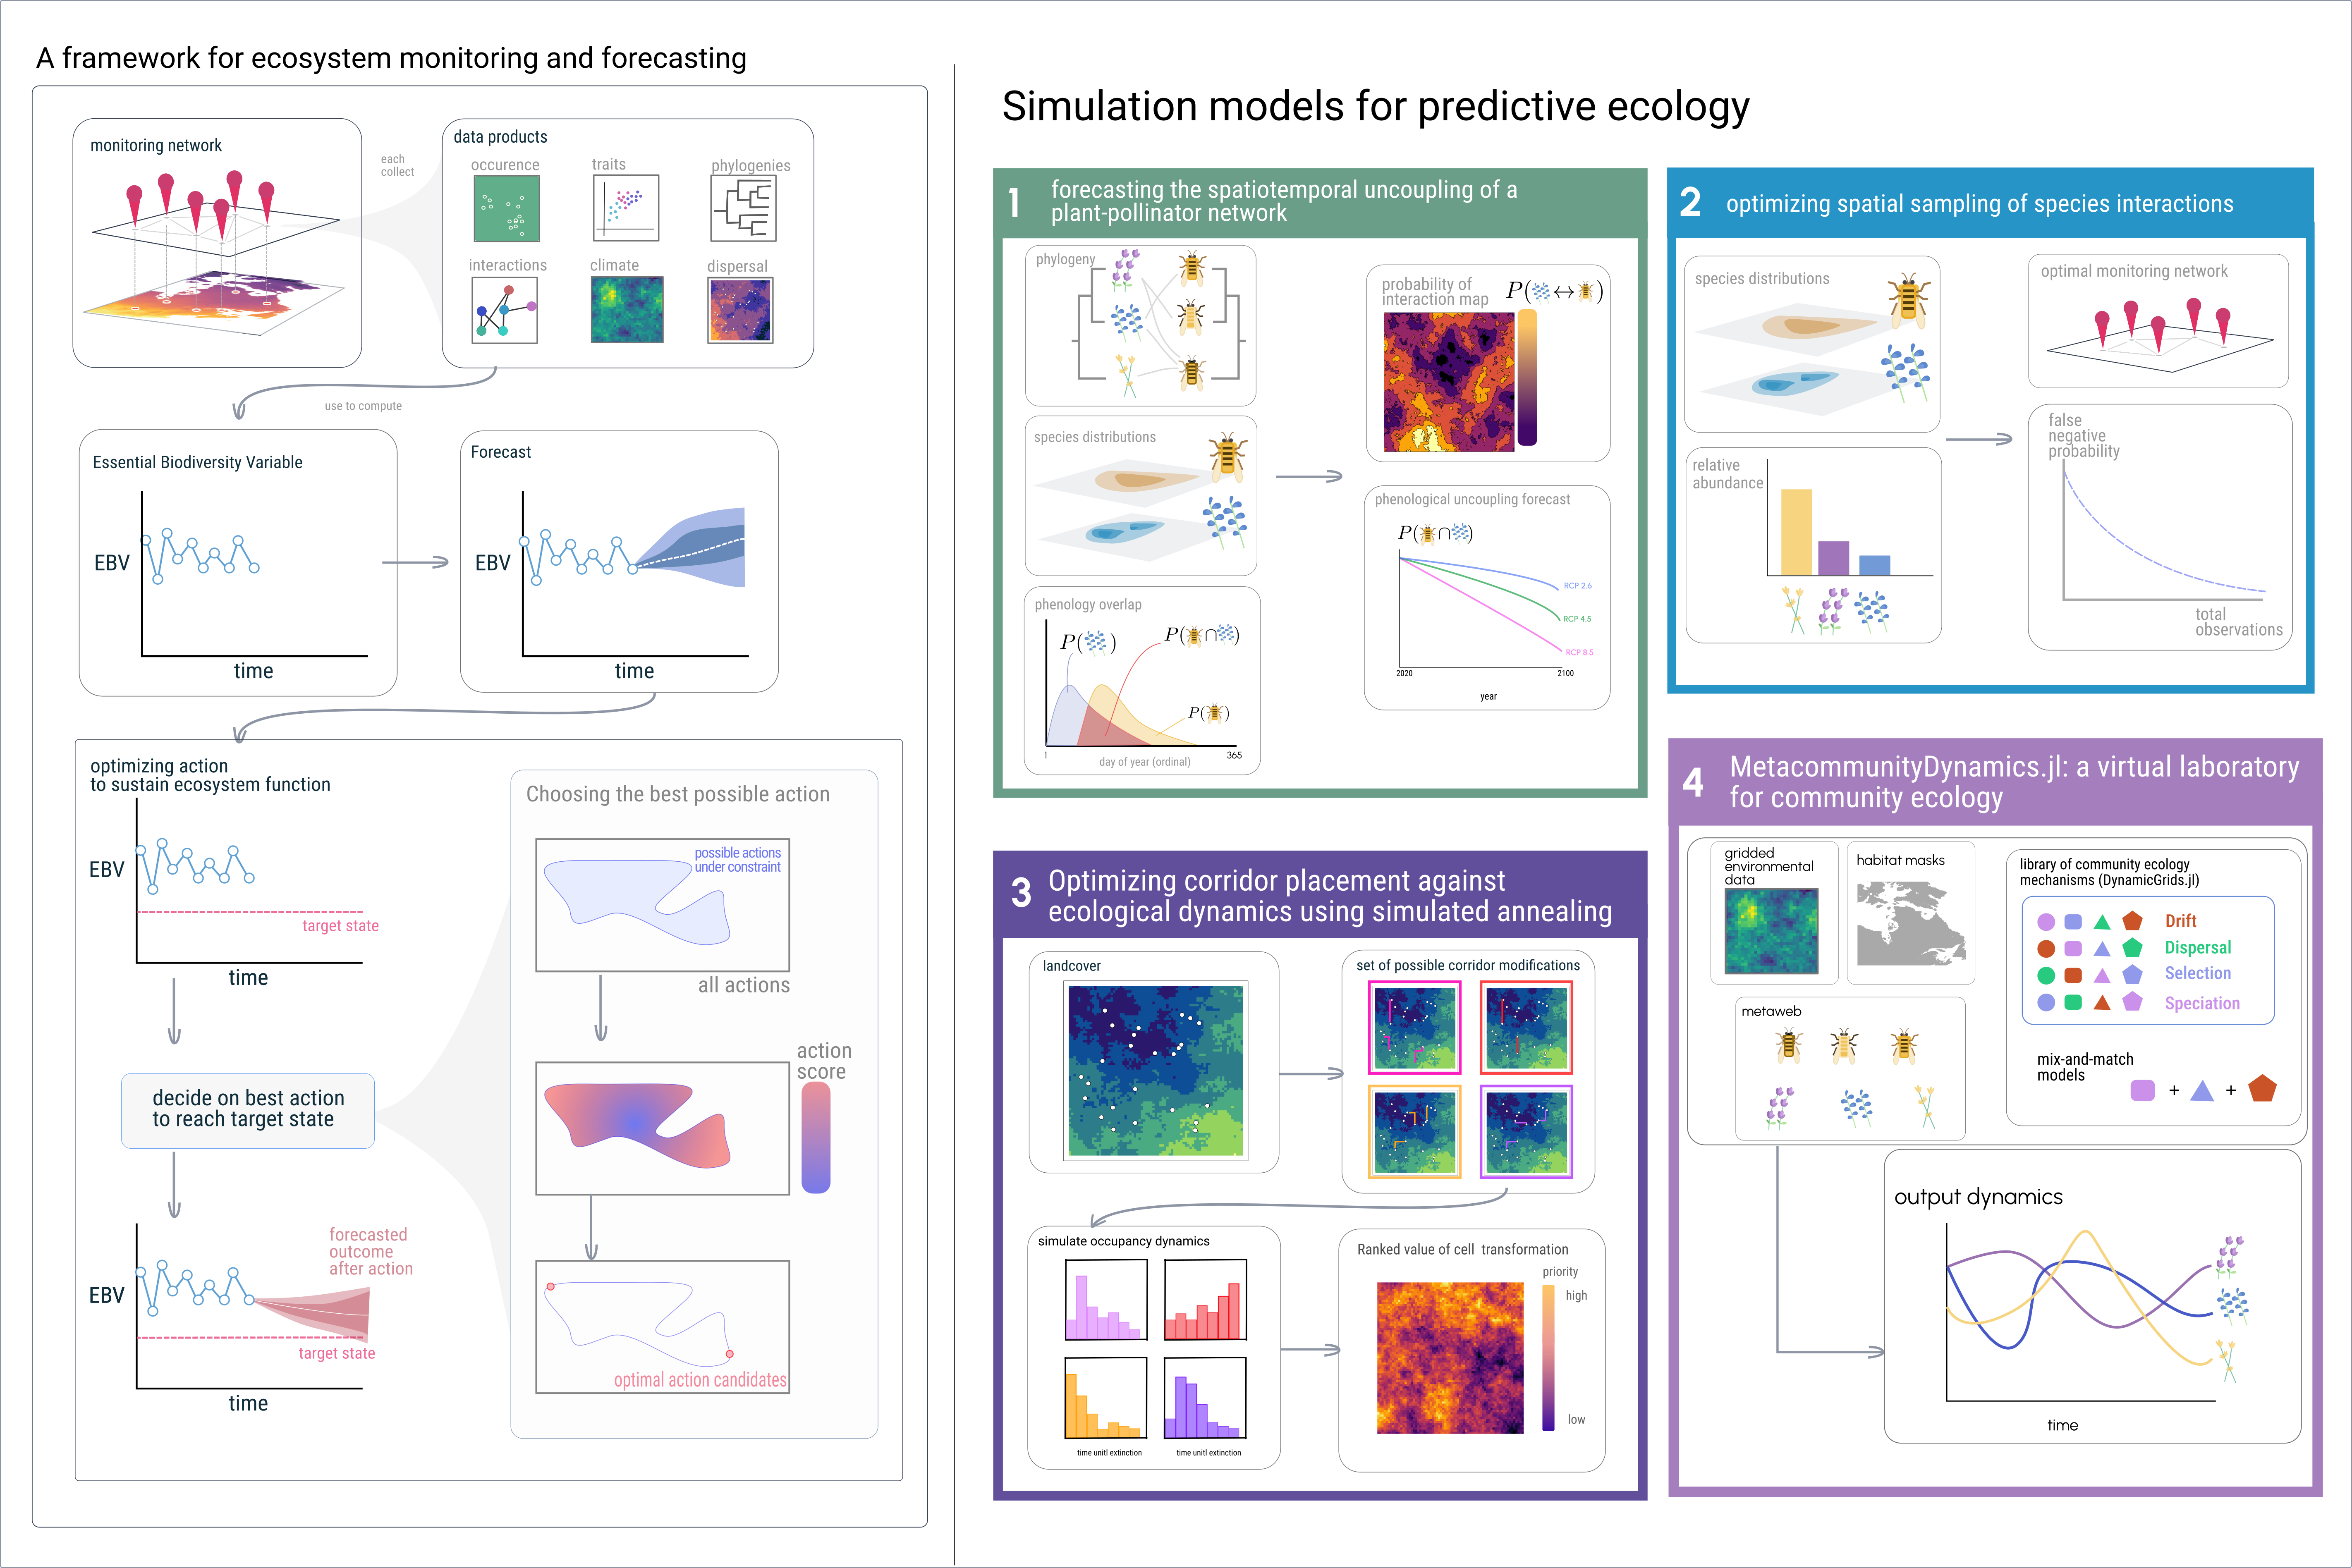 A framework for ecosystem monitoring and forecasting
monitoring network
each
collect
data products
occurence
traits
phylogenies
interactions
climate
dispersal
use to compute
Essential Biodiversity Variable
EBV
time
Forecast
EBV
time
optimizing action
to sustain ecosystem function
EBV
target state
time
decide on best action
to reach target state
forecasted
outcome
after action
EBV
target state
time
Choosing the best possible action
possible actions
under constraint
all actions
action
score
optimal action candidates
Simulation models for predictive ecology
1
forecasting the spatiotemporal uncoupling of a
plant-pollinator network
phylogeny
species distributions
phenology overlap
P( )
P( ∩ )
P( )
1
365
day of year (ordinal)
probability of
interaction map
P( ↔ )
phenological uncoupling forecast
P( ∩ )
RCP 2.6
RCP 4.5
RCP 8.5
2020
2100
year
2
optimizing spatial sampling of species interactions
species distributions
relative
abundance
optimal monitoring network
false
negative
probability
total
observations
3
Optimizing corridor placement against
ecological dynamics using simulated annealing
landcover
set of possible corridor modifications
simulate occupancy dynamics
time unitl extinction
time unitl extinction
Ranked value of cell transformation
priority
high
low
4
MetacommunityDynamics.jl: a virtual laboratory
for community ecology
gridded
environmental
data
habitat masks
metaweb
library of community ecology
mechanisms (DynamicGrids.jl)
Drift
Dispersal
Selection
Speciation
mix-and-match
models
+ +
output dynamics
time